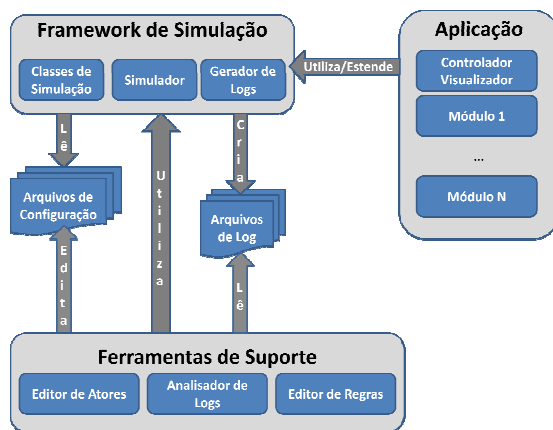 Framework de Simulação
Classes de
Simulação
Simulador
Gerador de
Logs
Utiliza/Estende
Aplicação
Controlador
Visualizador
Módulo 1
...
Módulo N
Lê
Utiliza
Cria
Arquivos de
Configuração
Arquivos
de Log
Edita
Lê
Ferramentas de Suporte
Editor de Atores
Analisador de
Logs
Editor de Regras